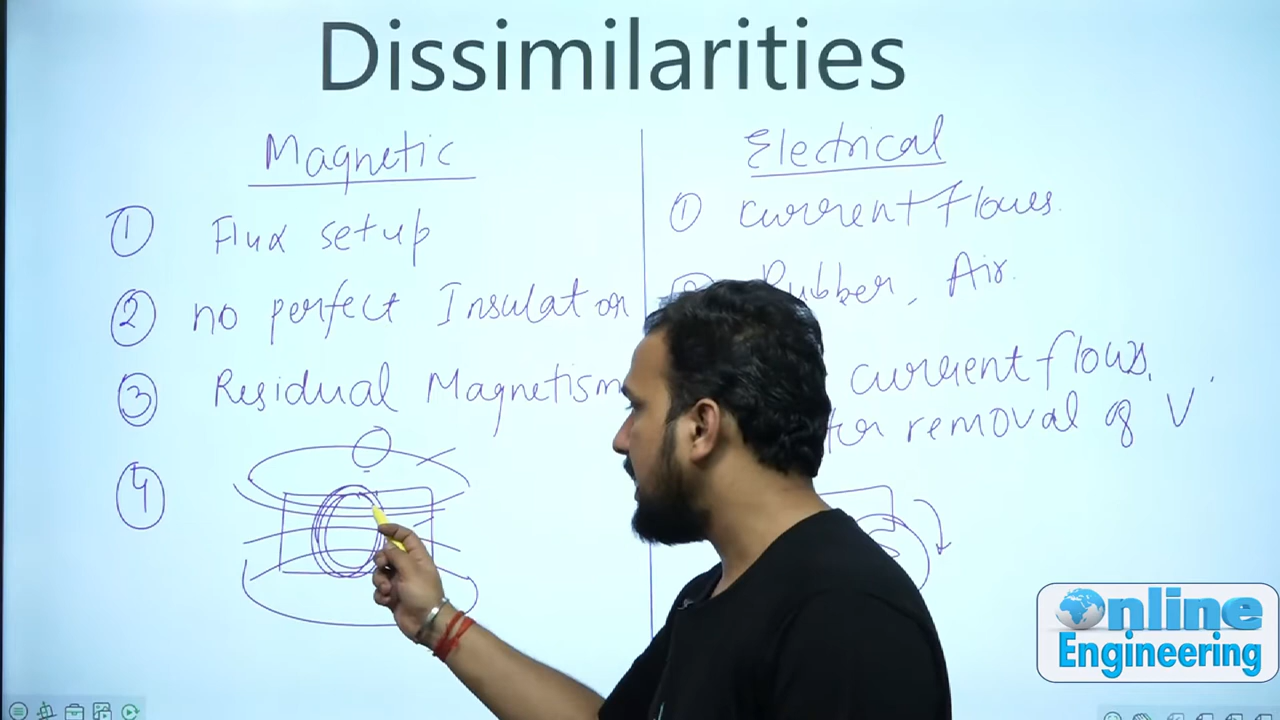 Dissimilarities
Magnetic
① Flux setup
② no perfect Insulator
③ Residual Magnetism
④
Electrical
① current flows.
Rubber, Air.
current flows.
removal of V
Online
Engineering